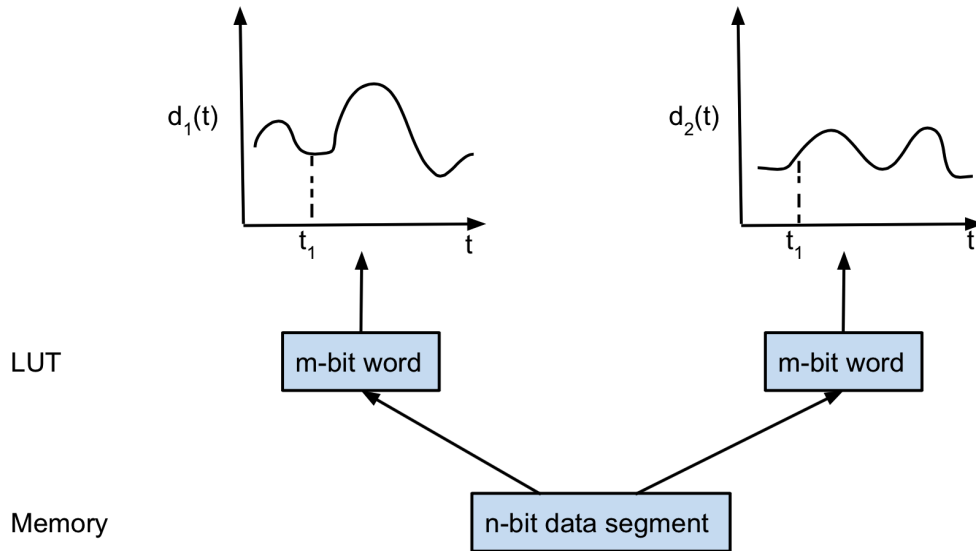 d1(t)
d2(t)
t1
t
t1
t
LUT
m-bit word
m-bit word
Memory
n-bit data segment